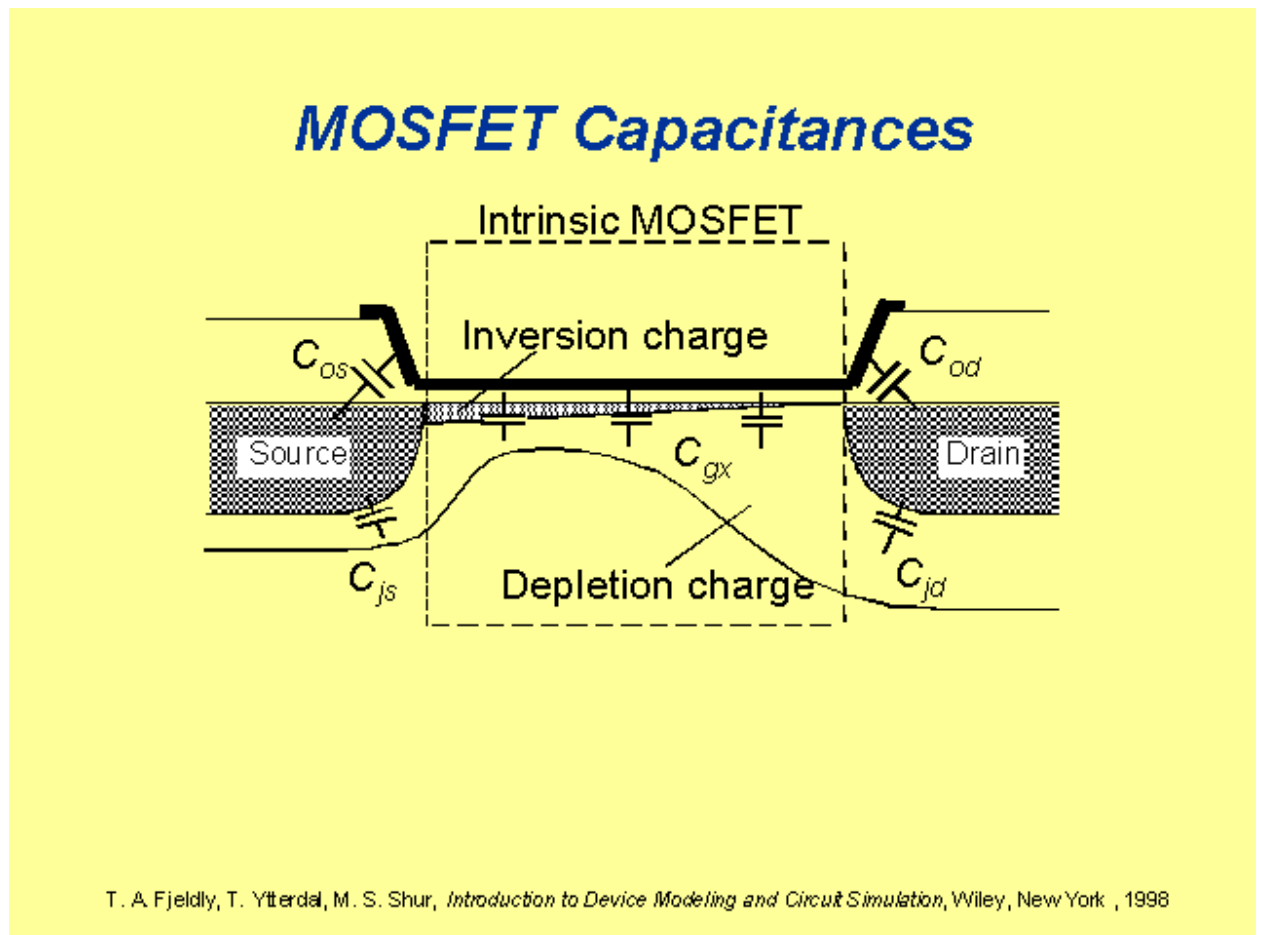 MOSFET Capacitances
Intrinsic MOSFET
Inversion charge
Cos
Cod
Source
Cgx
Drain
Cjs
Depletion charge
Cjd
T. A. Fjeldly, T. Ytterdal, M. S. Shur, Introduction to Device Modeling and Circuit Simulation, Wiley, New York , 1998